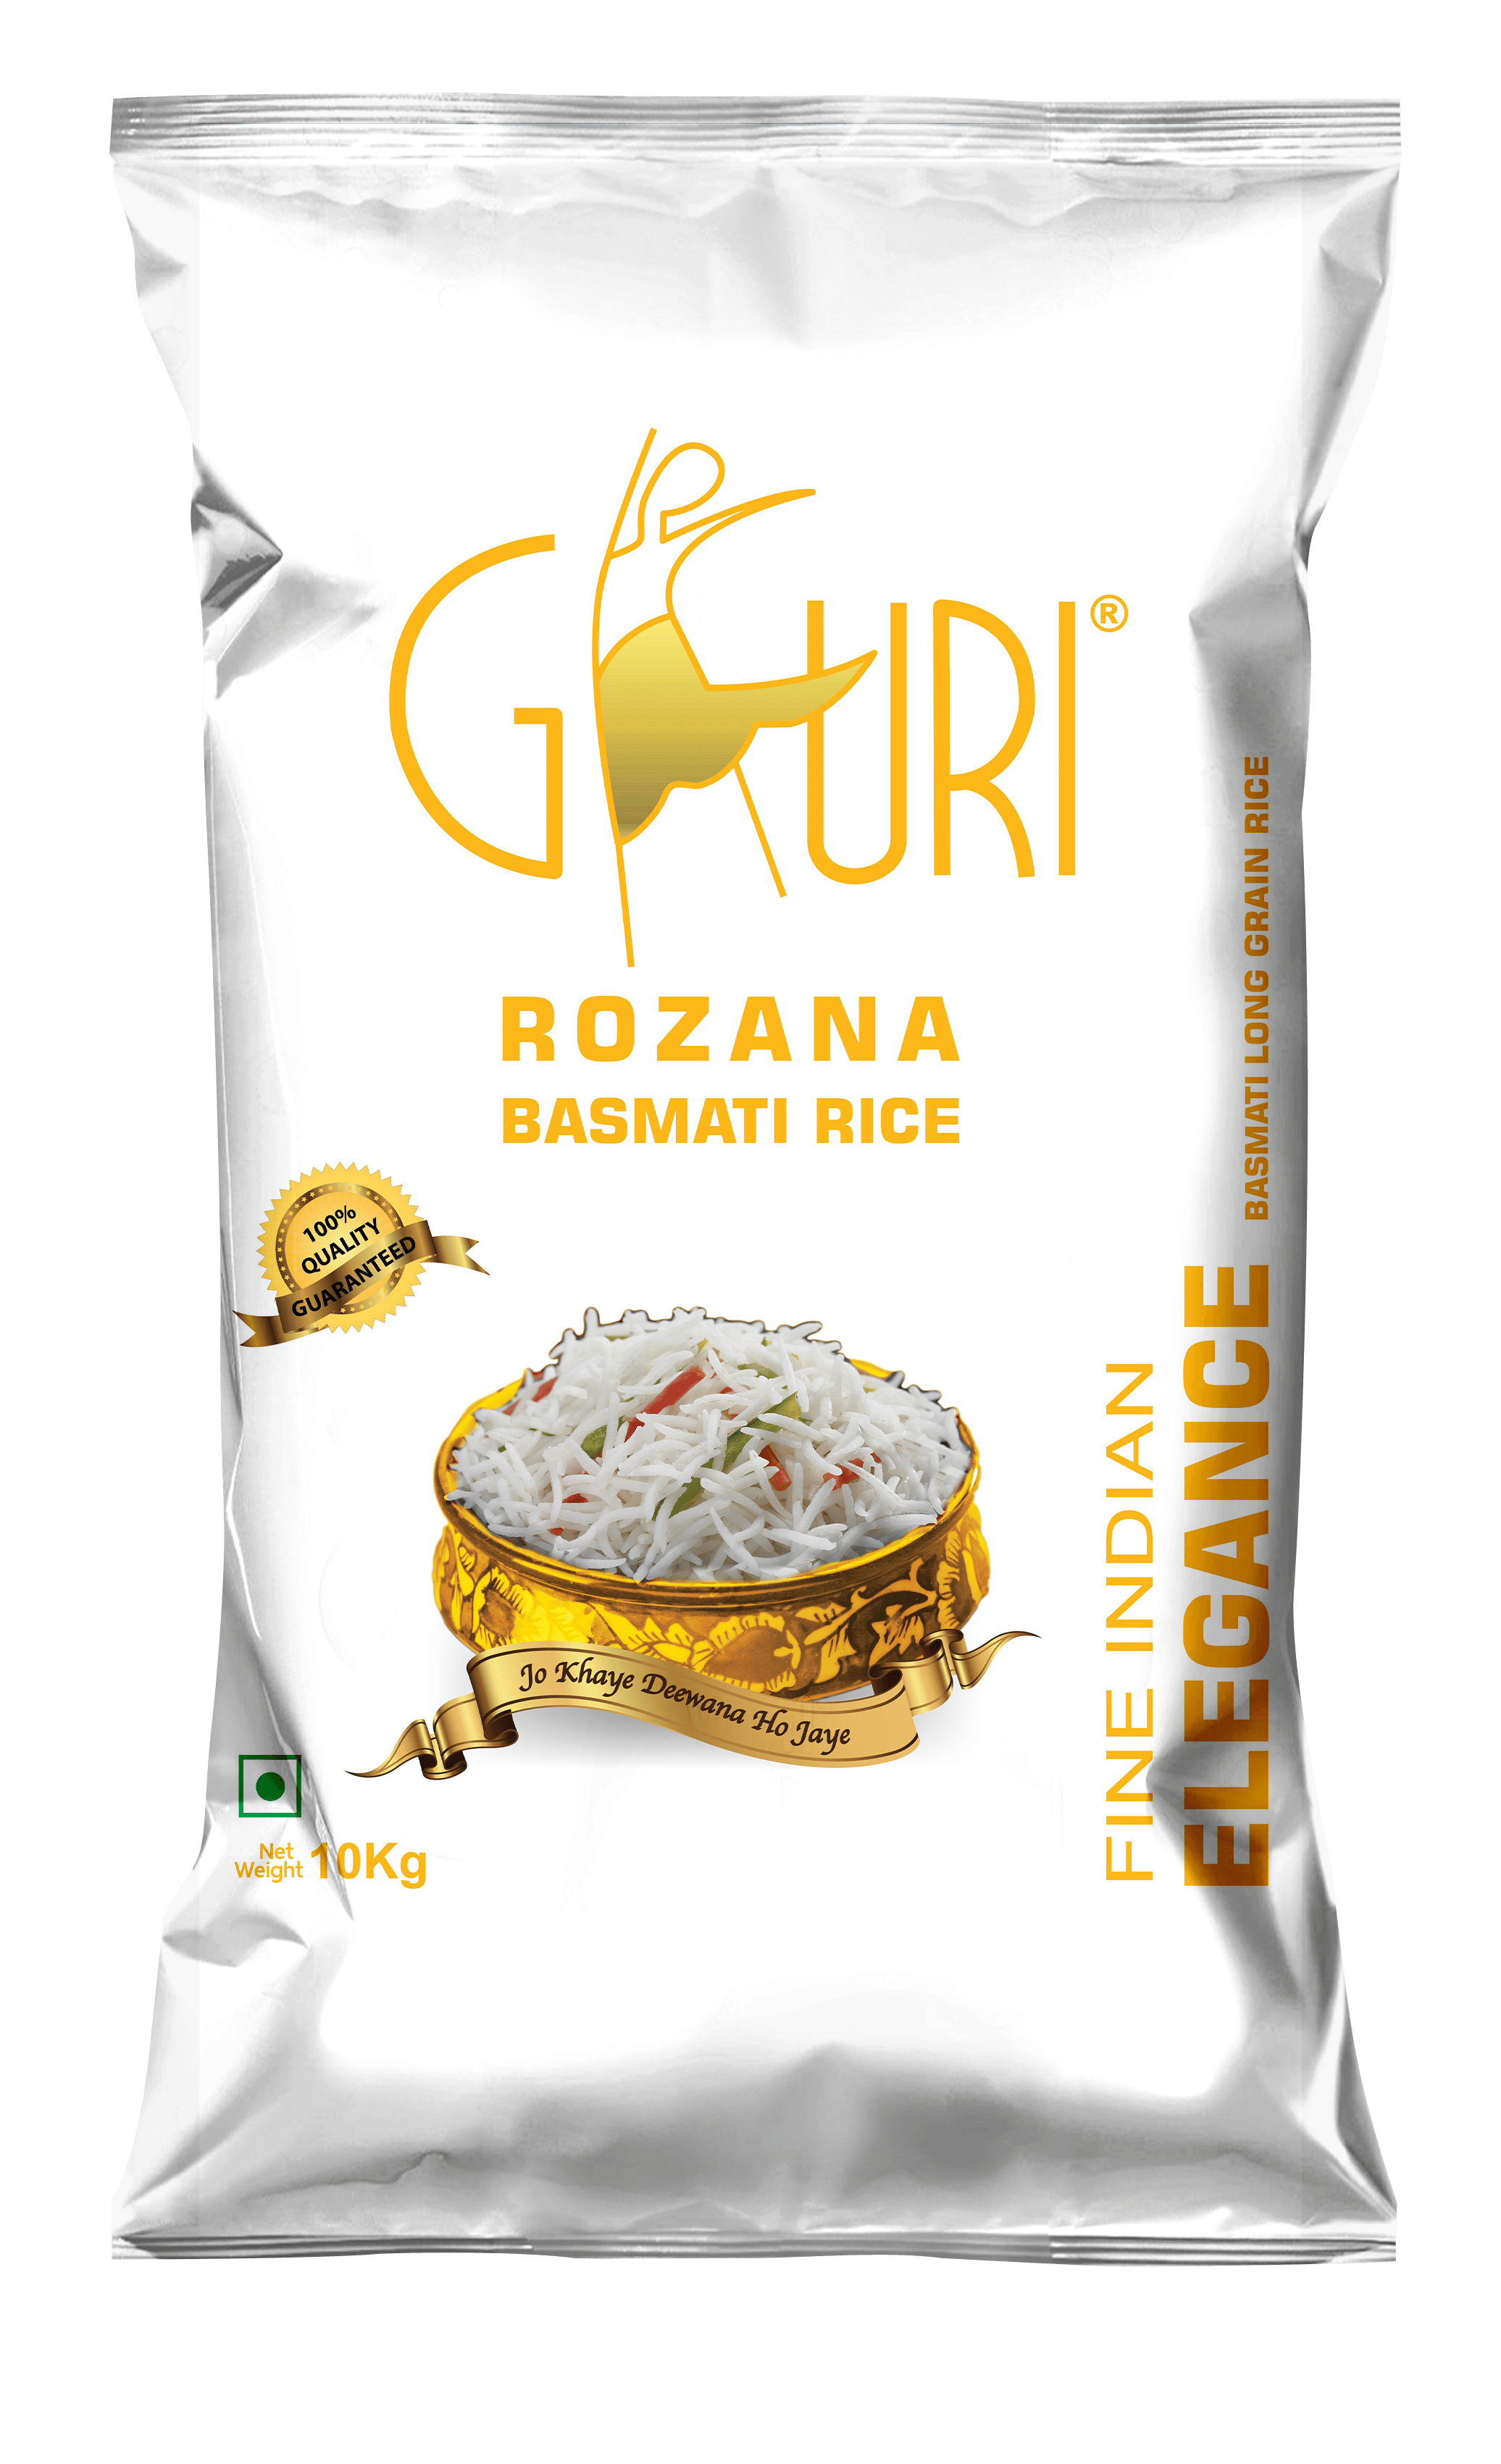 GAURI®
ROZANA
BASMATI RICE
100%
QUALITY
GUARANTEED
Jo Khaye Deewana Ho Jaye
Net
Weight 10Kg
FINE INDIAN
ELEGANCE
BASMATI LONG GRAIN RICE